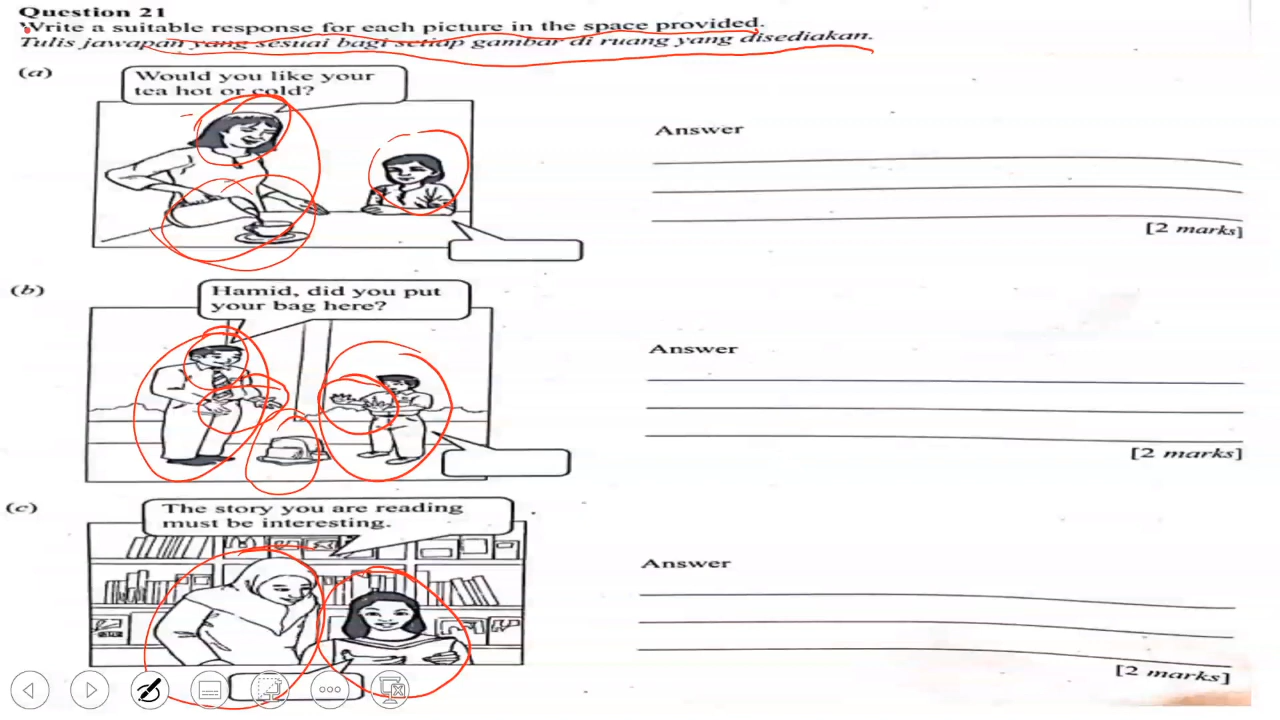 Question 21
Write a suitable response for each picture in the space provided.
Tulis jawapan yang sesuai bagi setiap gambar di ruang yang disediakan.
(a)
Would you like your
tea hot or cold?
Answer
[2 marks]
(b)
Hamid, did you put
your bag here?
Answer
[2 marks]
(c)
The story you are reading
must be interesting.
Answer
[2 marks]